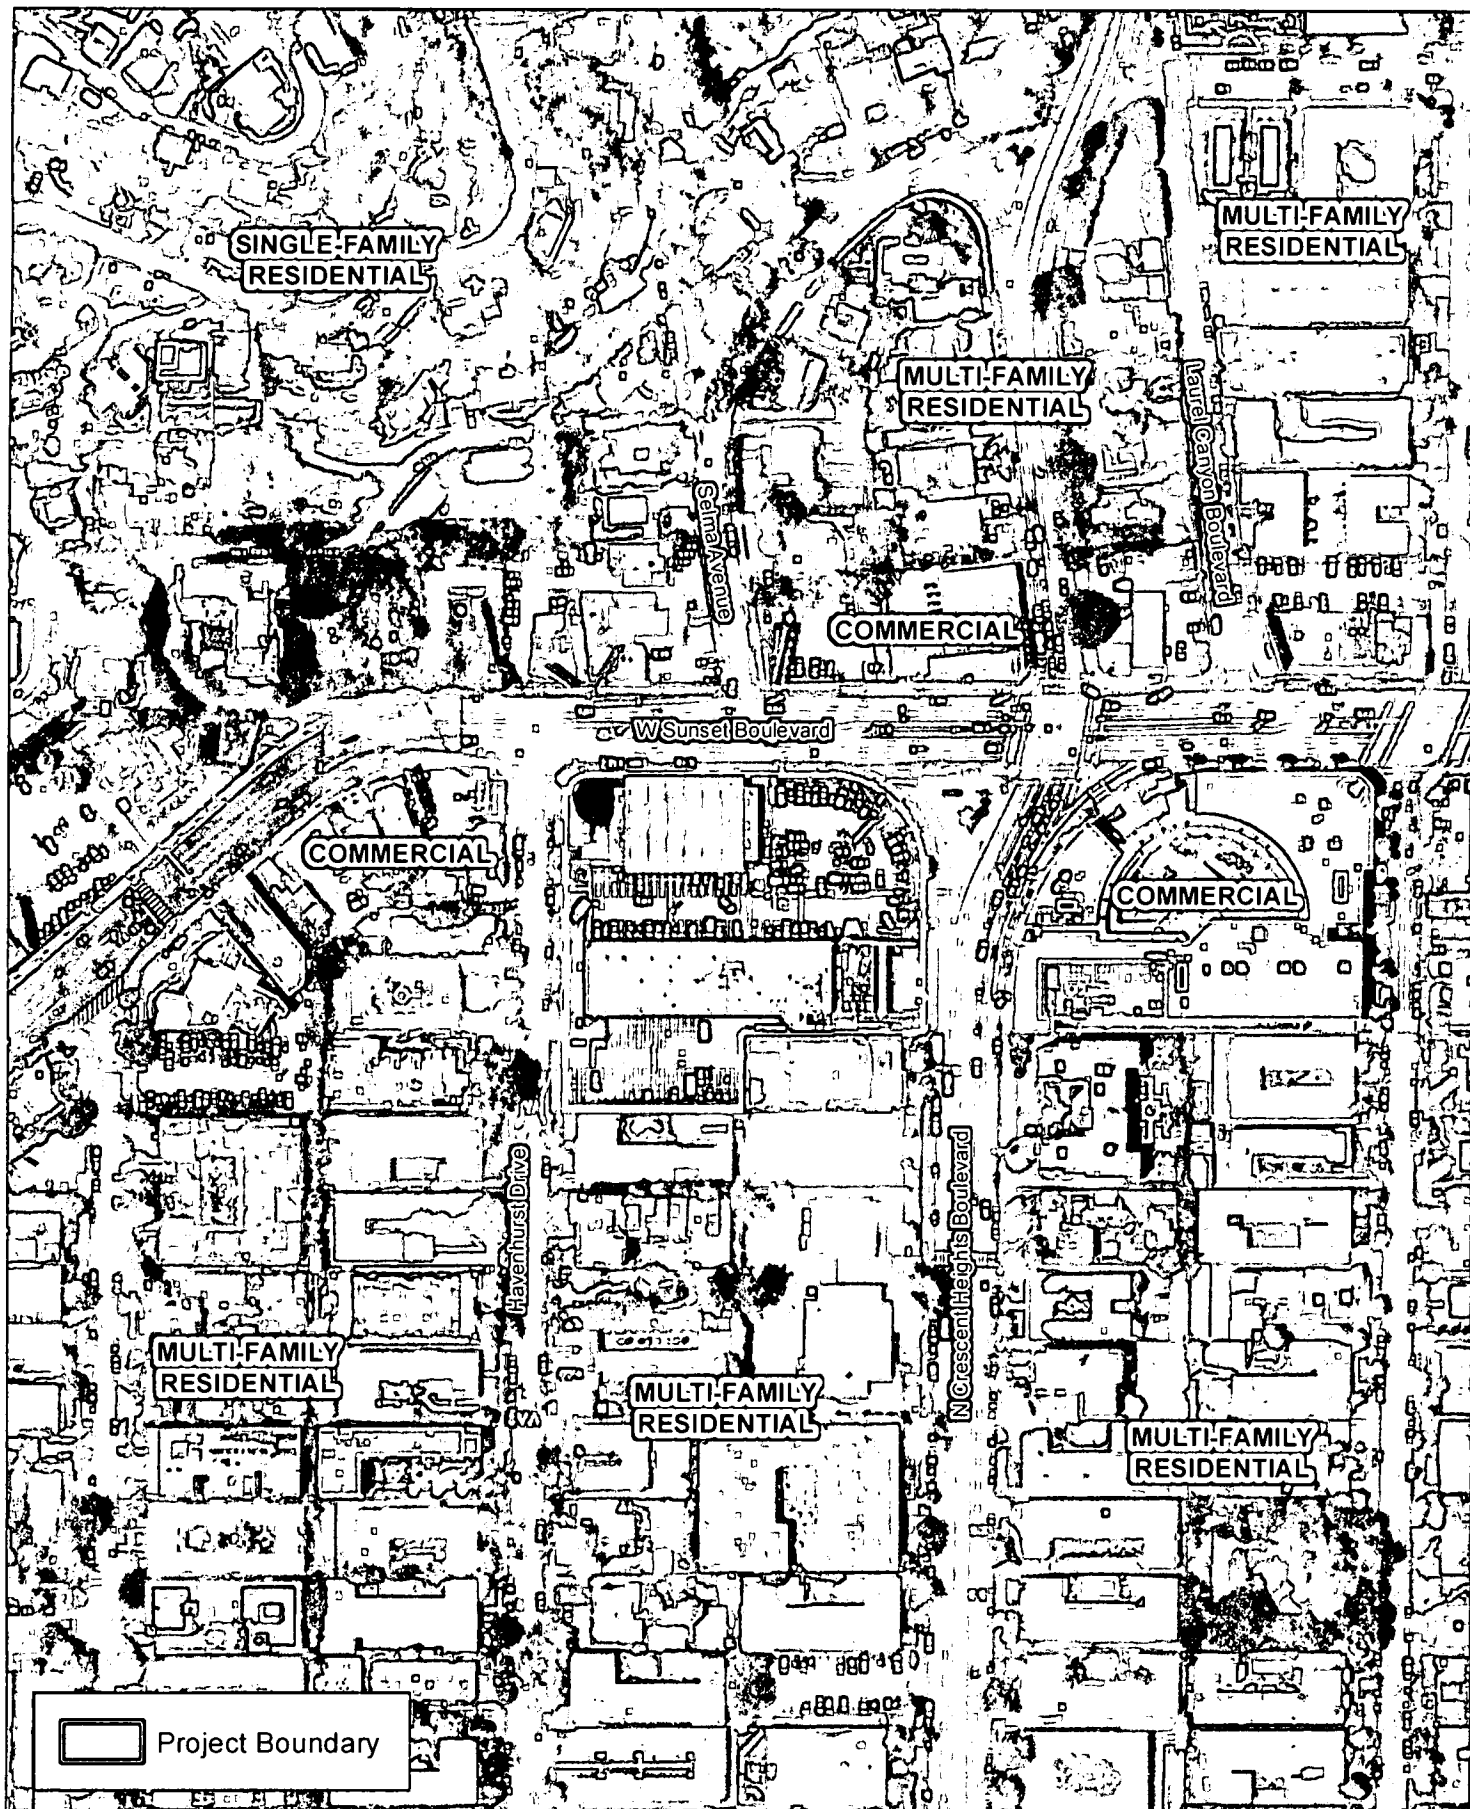 MULTI-FAMILY
RESIDENTIAL
SINGLE-FAMILY
RESIDENTIAL
MULTI-FAMILY
RESIDENTIAL
Laurel Canyon Boulevard
Selma Avenue
COMMERCIAL
W Sunset Boulevard
COMMERCIAL
COMMERCIAL
Havenhurst Drive
N Crescent Heights Boulevard
MULTI-FAMILY
RESIDENTIAL
MULTI-FAMILY
RESIDENTIAL
MULTI-FAMILY
RESIDENTIAL
Project Boundary